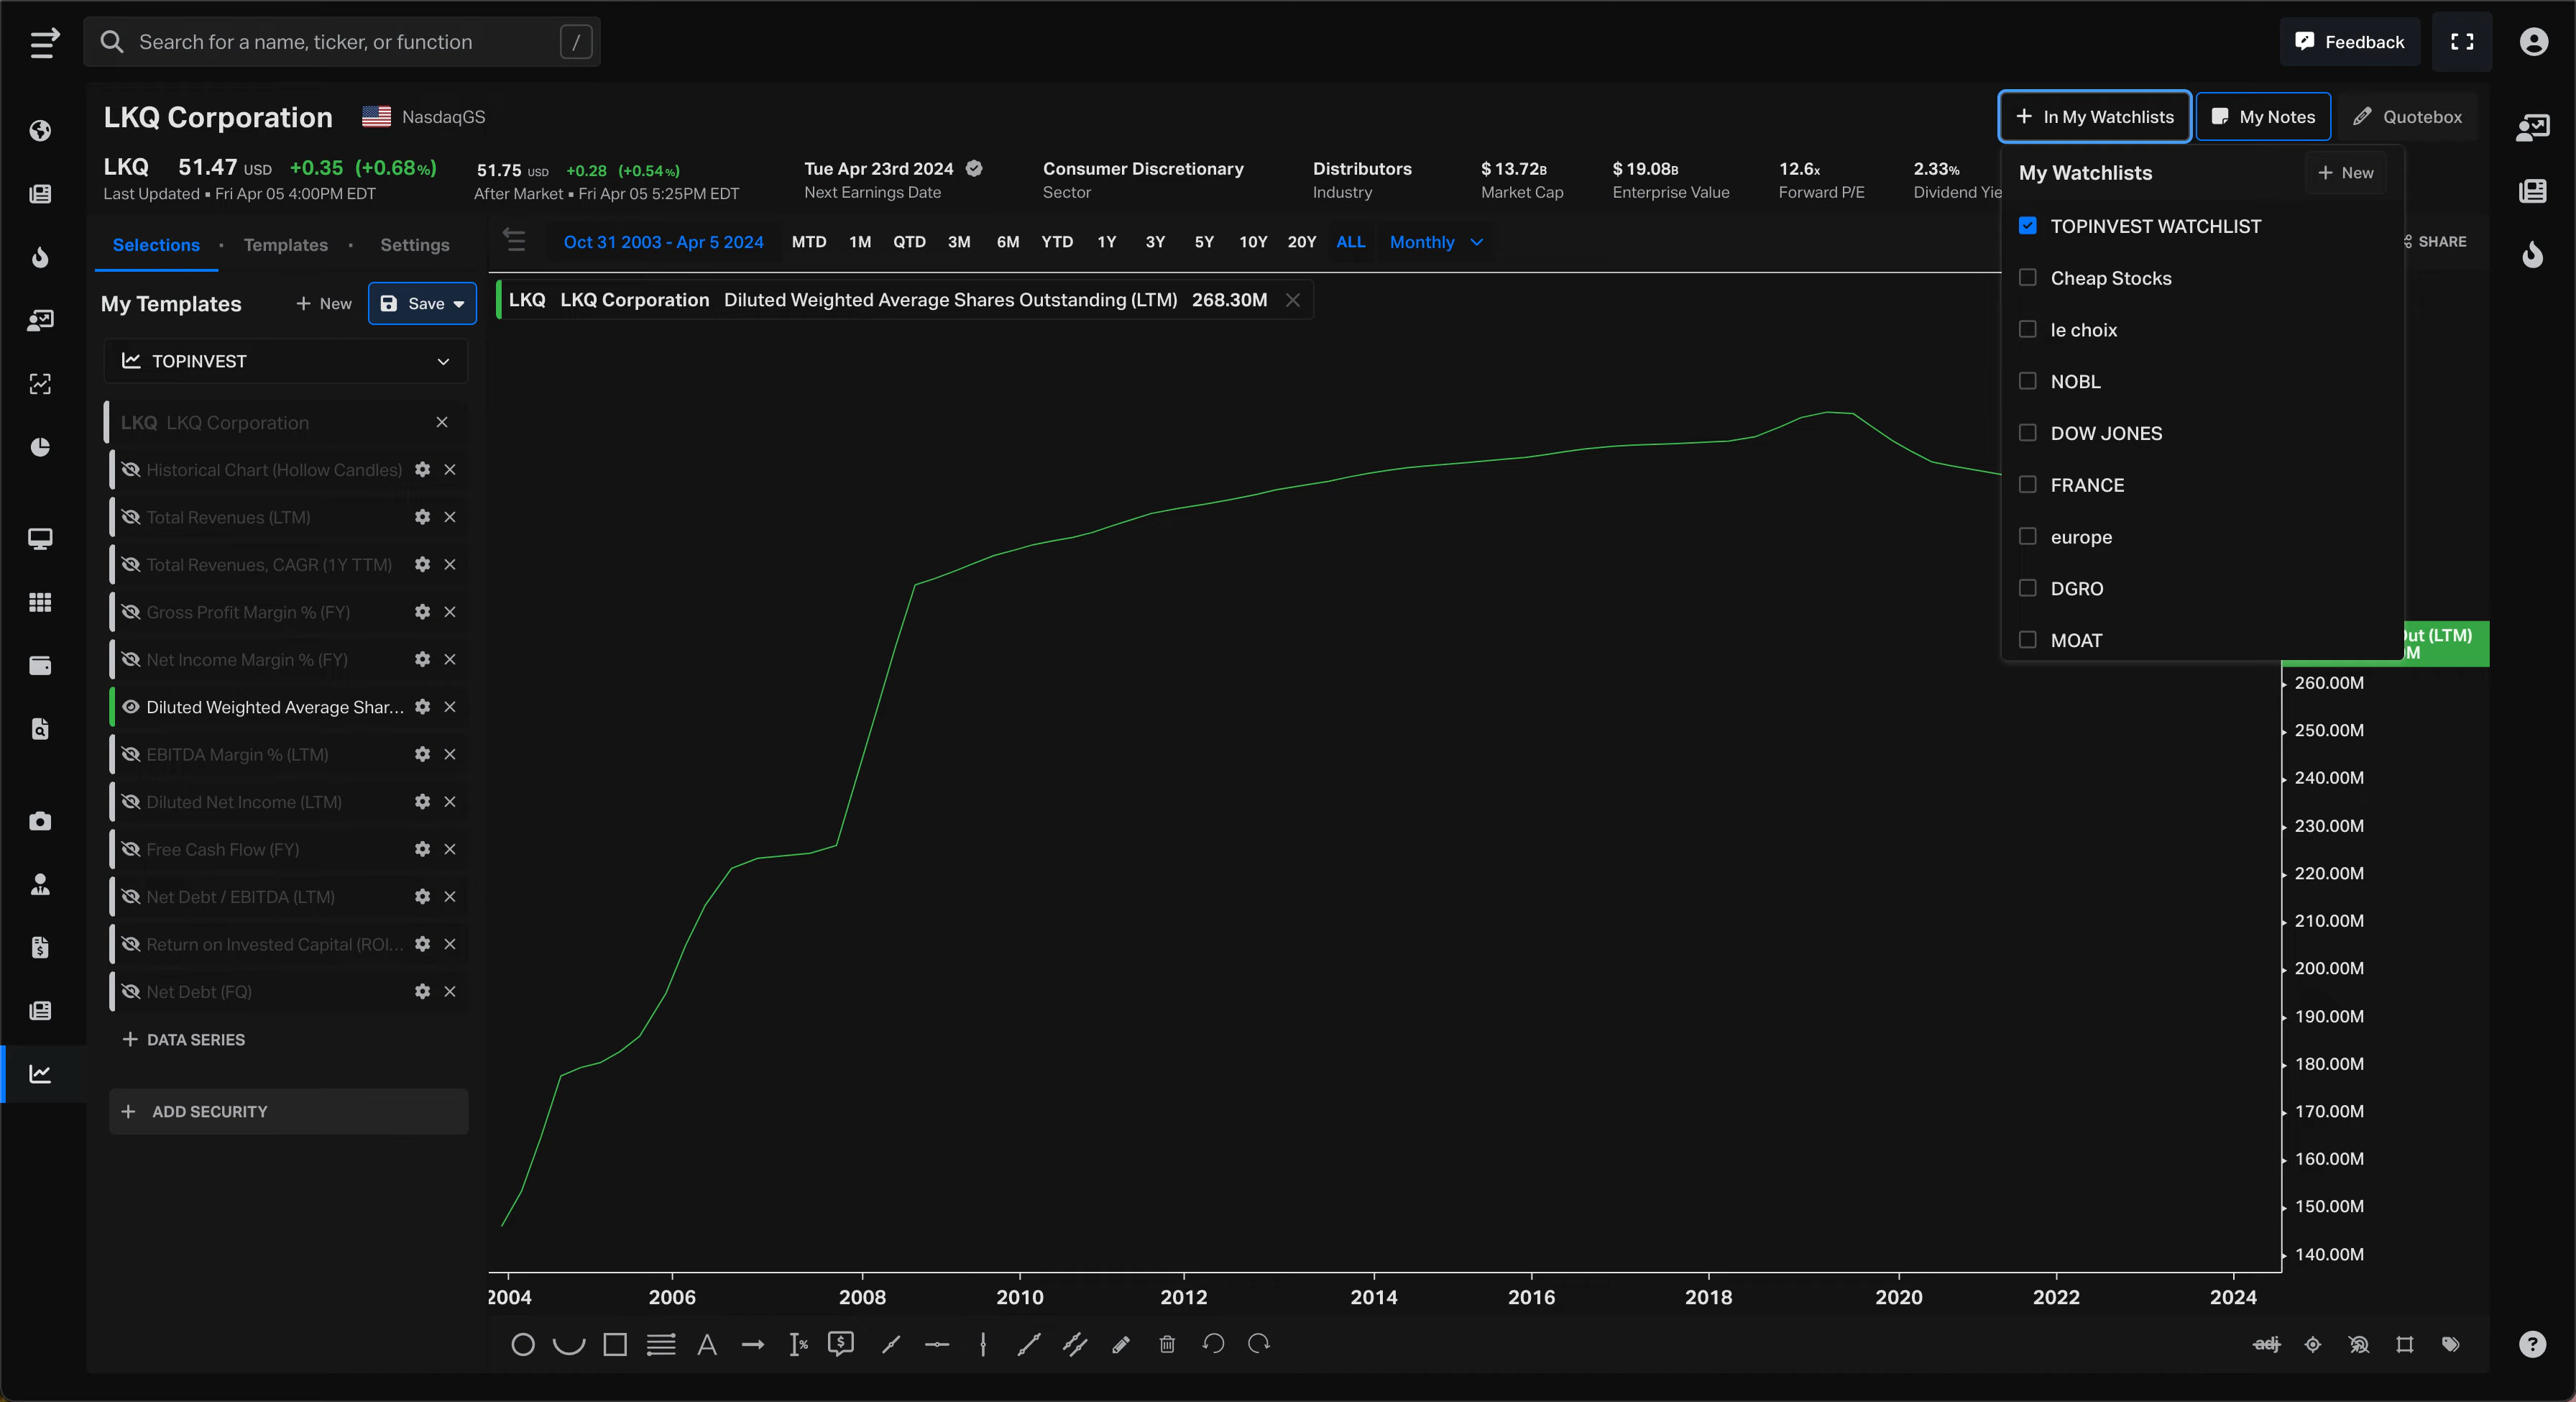 Search for a name, ticker, or function /
Feedback
LKQ Corporation NasdaqGS
In My Watchlists My Notes Quotebox
LKQ 51.47 USD +0.35 (+0.68%)
Last Updated ▪ Fri Apr 05 4:00PM EDT
51.75 USD +0.28 (+0.54%)
After Market ▪ Fri Apr 05 5:25PM EDT
Tue Apr 23rd 2024
Next Earnings Date
Consumer Discretionary
Sector
Distributors
Industry
$13.72B
Market Cap
$19.08B
Enterprise Value
12.6x
Forward P/E
2.33%
Dividend Yie
My Watchlists + New
TOPINVEST WATCHLIST
Cheap Stocks
le choix
NOBL
DOW JONES
FRANCE
europe
DGRO
MOAT
Selections · Templates · Settings
Oct 31 2003 - Apr 5 2024 MTD 1M QTD 3M 6M YTD 1Y 3Y 5Y 10Y 20Y ALL Monthly
SHARE
My Templates + New Save
TOPINVEST
LKQ LKQ Corporation
Historical Chart (Hollow Candles)
Total Revenues (LTM)
Total Revenues, CAGR (1Y TTM)
Gross Profit Margin % (FY)
Net Income Margin % (FY)
Diluted Weighted Average Shar...
EBITDA Margin % (LTM)
Diluted Net Income (LTM)
Free Cash Flow (FY)
Net Debt / EBITDA (LTM)
Return on Invested Capital (ROI...
Net Debt (FQ)
+ DATA SERIES
+ ADD SECURITY
LKQ LKQ Corporation Diluted Weighted Average Shares Outstanding (LTM) 268.30M
Out (LTM)
M
260.00M
250.00M
240.00M
230.00M
220.00M
210.00M
200.00M
190.00M
180.00M
170.00M
160.00M
150.00M
140.00M
2004 2006 2008 2010 2012 2014 2016 2018 2020 2022 2024
A
%
$
adj
?